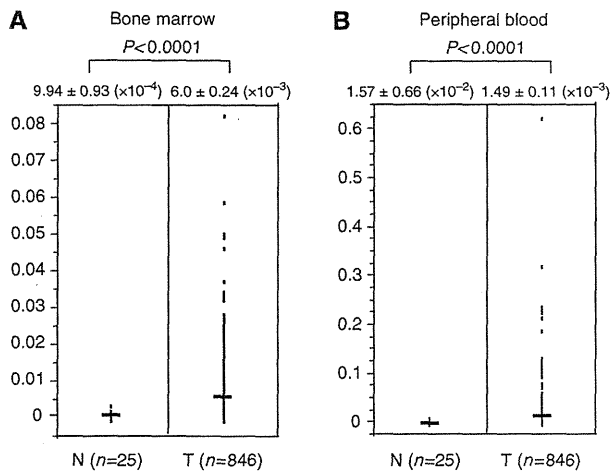 A
Bone marrow
P<0.0001
9.94 ± 0.93 (×10⁻⁴)
6.0 ± 0.24 (×10⁻³)
0.08
0.07
0.06
0.05
0.04
0.03
0.02
0.01
0
N (n=25)
T (n=846)
B
Peripheral blood
P<0.0001
1.57 ± 0.66 (×10⁻²)
1.49 ± 0.11 (×10⁻³)
0.6
0.5
0.4
0.3
0.2
0.1
0
N (n=25)
T (n=846)